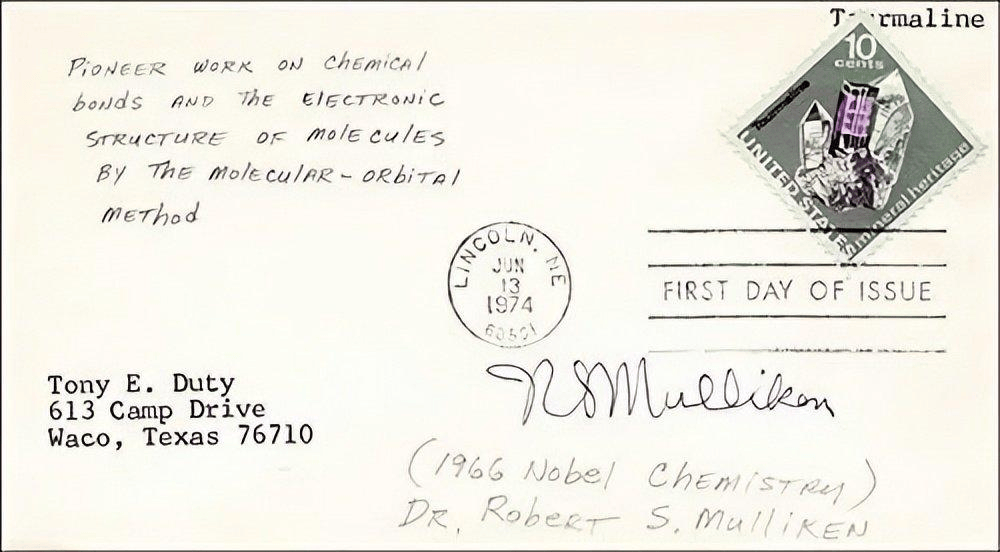 Tourmaline
10
cents
Tourmaline
UNITED STATES
mineral heritage
PIONEER WORK ON CHEMICAL
bonds AND THE ELECTRONIC
STRUCTURE OF MOLECULES
BY THE MOLECULAR-ORBITAL
METHOD
LINCOLN, NE
JUN
13
1974
FIRST DAY OF ISSUE
RSMulliken
Tony E. Duty
613 Camp Drive
Waco, Texas 76710
(1966 Nobel CHEMISTRY)
DR. ROBERT S. MULLIKEN